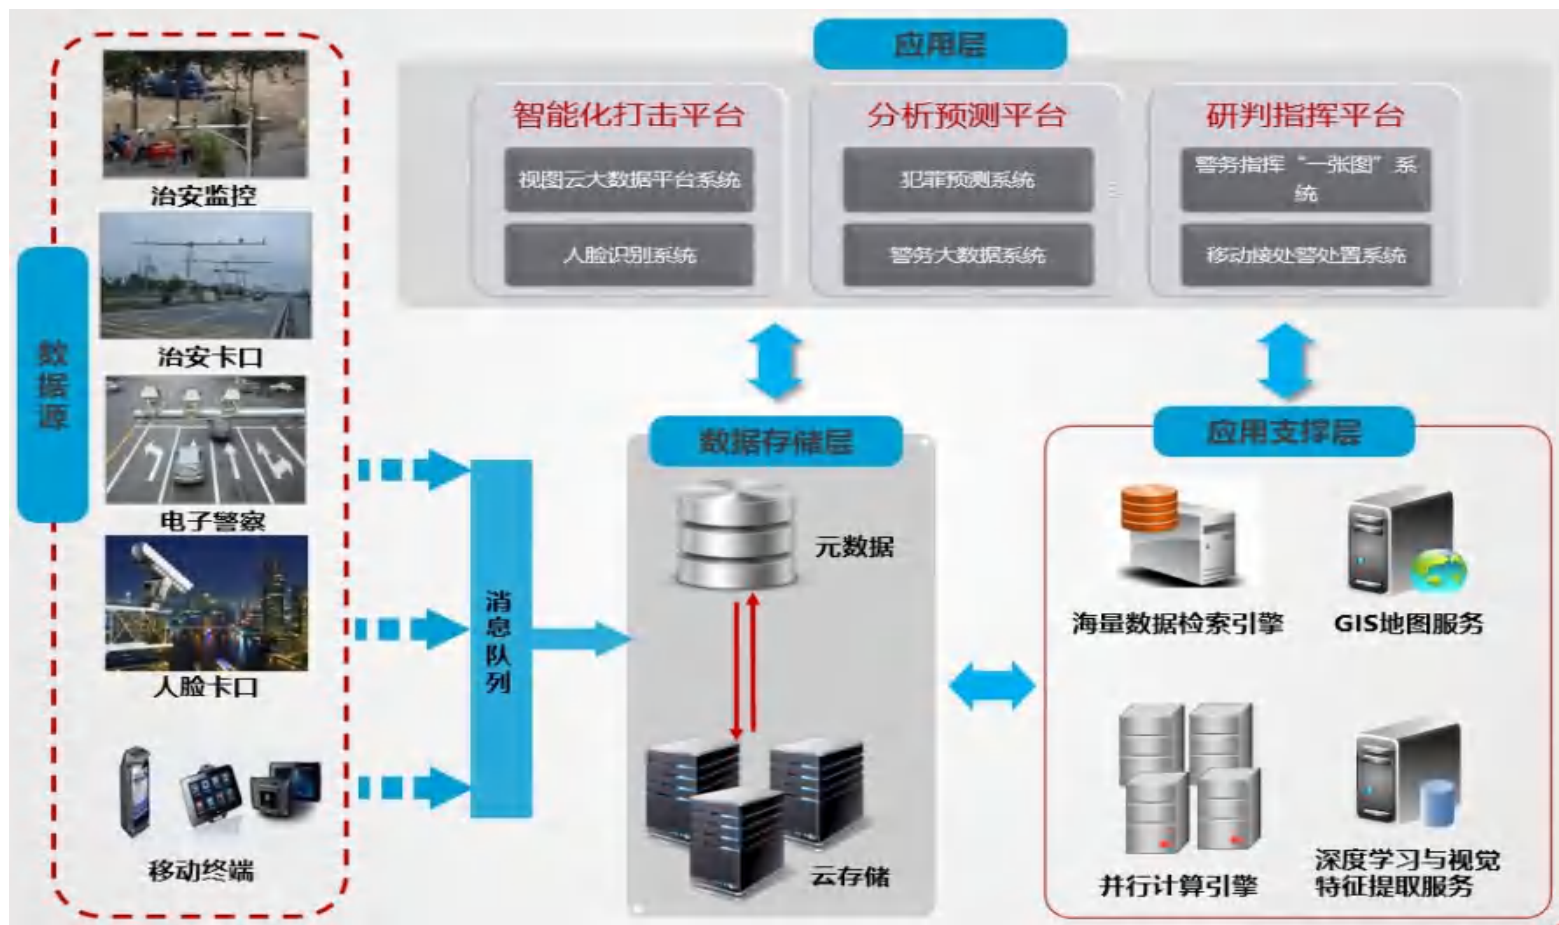 应用层
智能化打击平台
视图云大数据平台系统
人脸识别系统
分析预测平台
犯罪预测系统
警务大数据系统
研判指挥平台
警务指挥“一张图”系
统
移动接处警处置系统
数据源
治安监控
治安卡口
电子警察
人脸卡口
移动终端
消息队列
数据存储层
元数据
云存储
应用支撑层
海量数据检索引擎
GIS地图服务
并行计算引擎
深度学习与视觉
特征提取服务